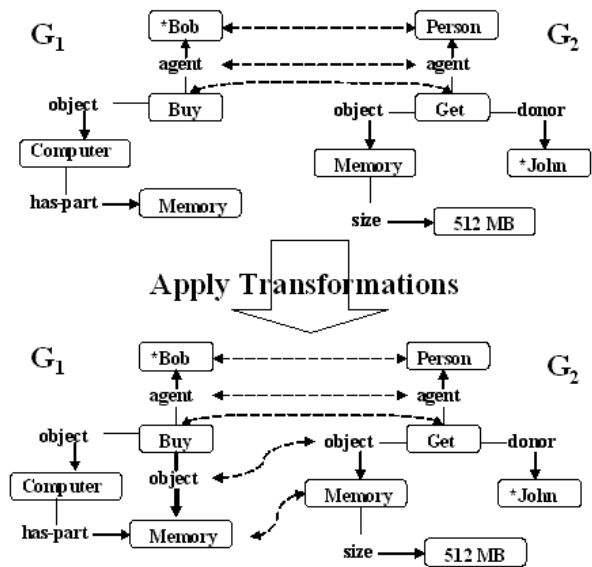 G1 *Bob Person G2
agent agent
object Buy object Get donor
Computer Memory *John
has-part Memory
size 512 MB
Apply Transformations
G1 *Bob Person G2
agent agent
object Buy object Get donor
object
Computer Memory *John
has-part Memory
size 512 MB